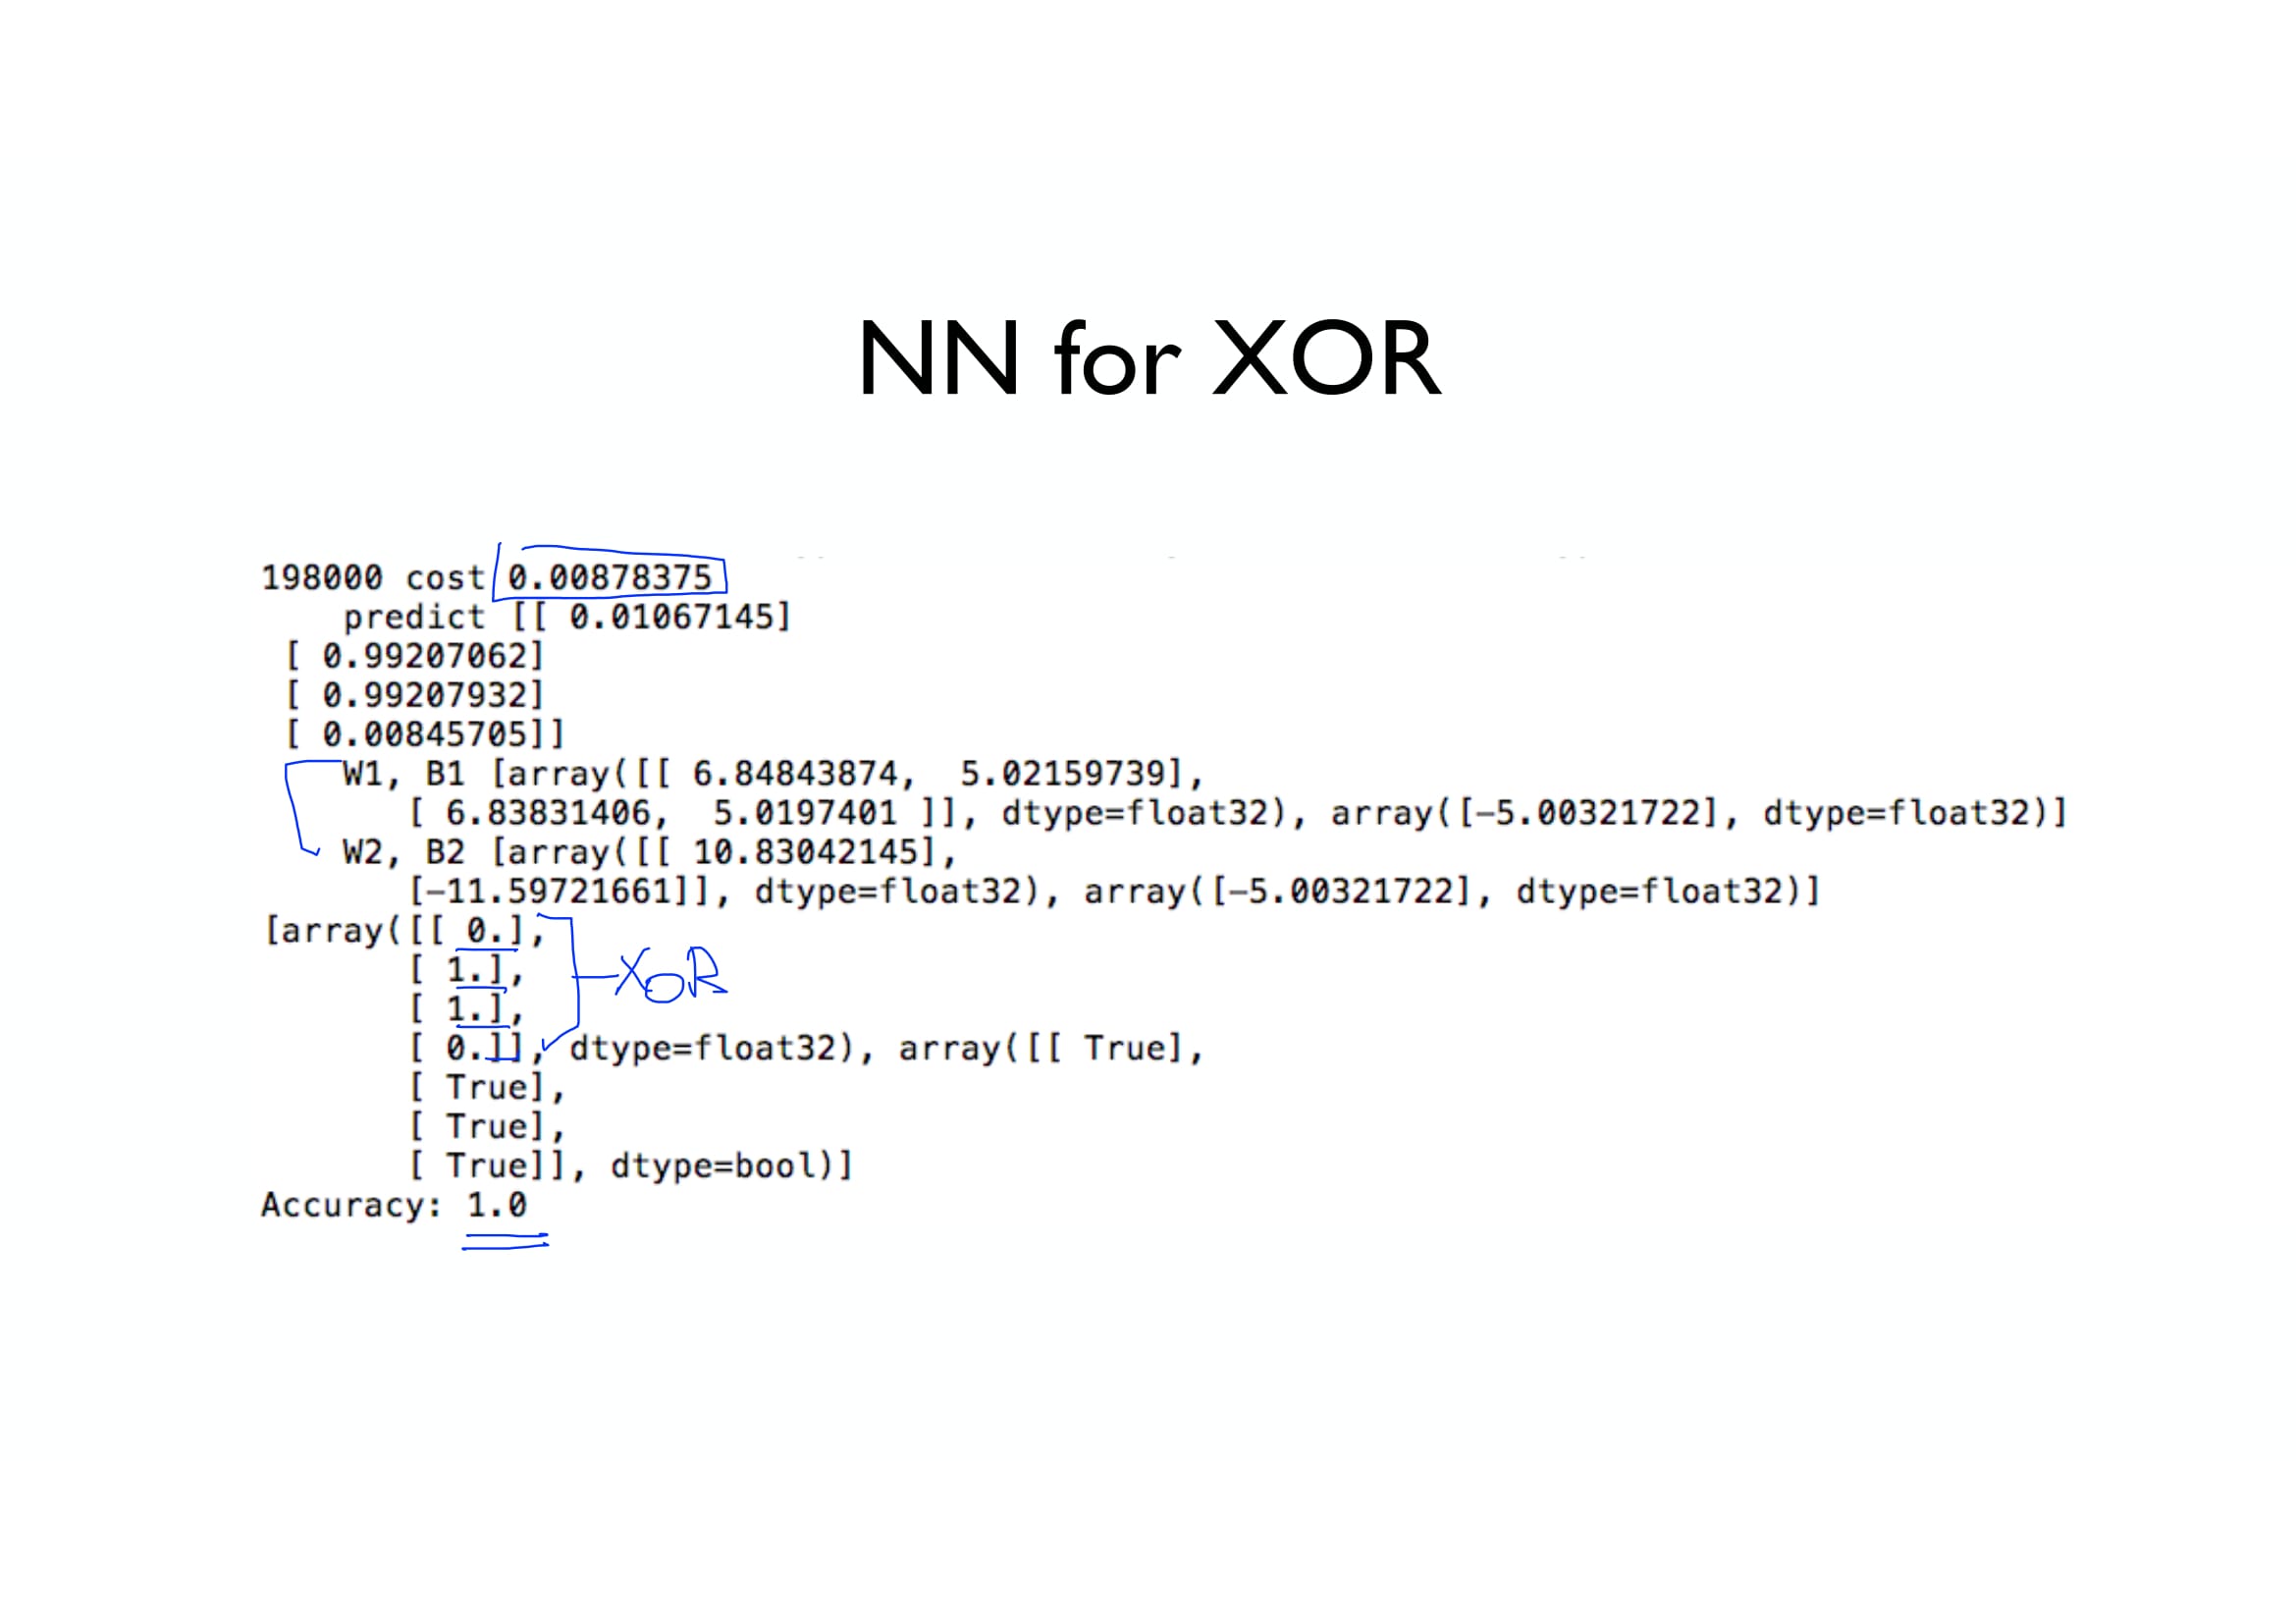 NN for XOR
198000 cost 0.00878375
predict [[ 0.01067145]
[ 0.99207062]
[ 0.99207932]
[ 0.00845705]]
W1, B1 [array([[ 6.84843874,  5.02159739],
[ 6.83831406,  5.0197401 ]], dtype=float32), array([-5.00321722], dtype=float32)]
W2, B2 [array([[ 10.83042145],
[-11.59721661]], dtype=float32), array([-5.00321722], dtype=float32)]
[array([[ 0.],
[ 1.],
XOR
[ 1.],
[ 0.]], dtype=float32), array([[ True],
[ True],
[ True],
[ True]], dtype=bool)]
Accuracy: 1.0